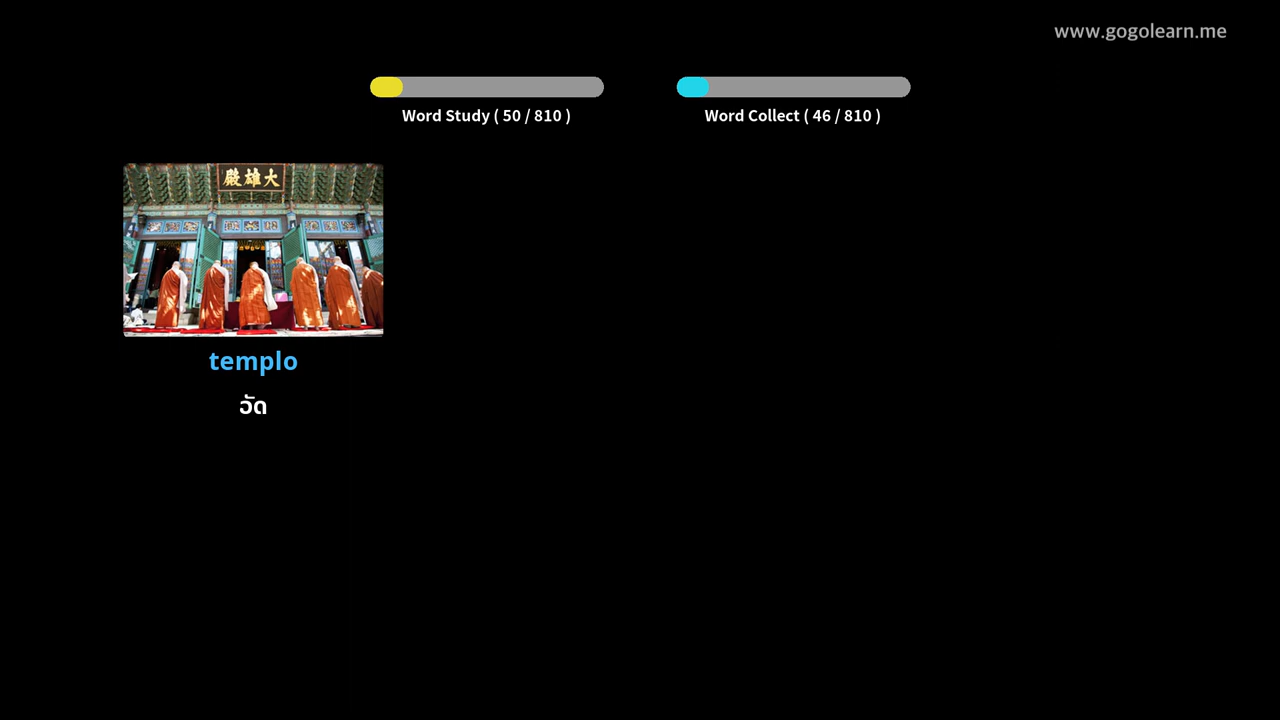 www.gogolearn.me
Word Study ( 50 / 810 )
Word Collect ( 46 / 810 )
殿雄大
templo
วัด